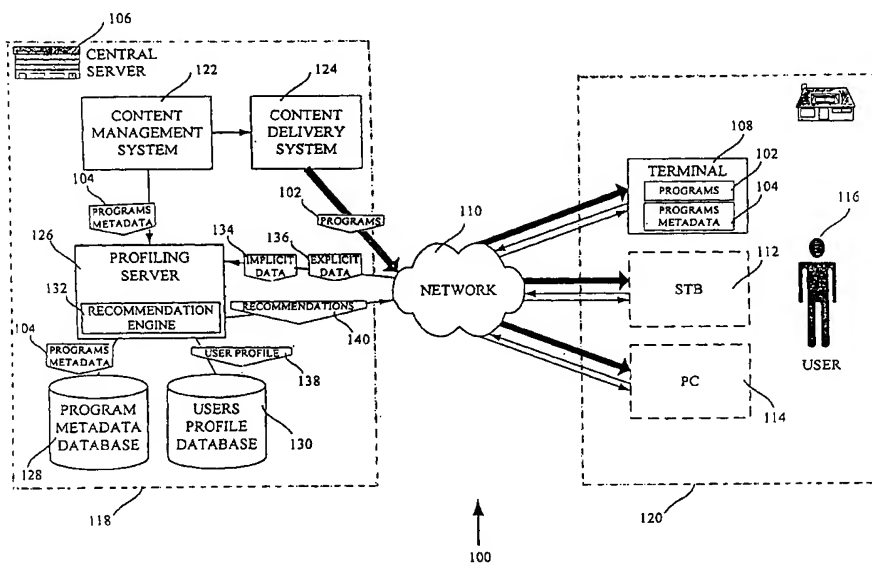 106
CENTRAL
SERVER
122
124
CONTENT
MANAGEMENT
SYSTEM
CONTENT
DELIVERY
SYSTEM
104
PROGRAMS
METADATA
102
PROGRAMS
126
PROFILING
SERVER
134
IMPLICIT
DATA
136
EXPLICIT
DATA
132
RECOMMENDATION
ENGINE
RECOMMENDATIONS
140
104
PROGRAMS
METADATA
USER PROFILE
138
PROGRAM
METADATA
DATABASE
128
USERS
PROFILE
DATABASE
130
118
110
NETWORK
100
108
TERMINAL
102
PROGRAMS
104
PROGRAMS
METADATA
116
112
STB
USER
PC
114
120